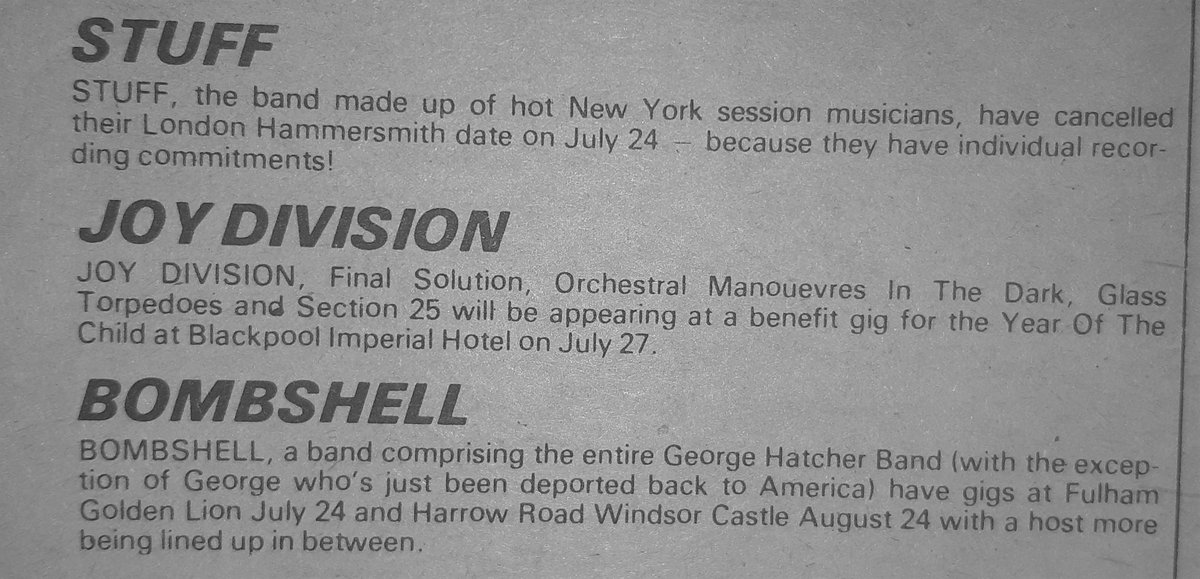 STUFF
STUFF, the band made up of hot New York session musicians, have cancelled
their London Hammersmith date on July 24 — because they have individual recor-
ding commitments!
JOY DIVISION
JOY DIVISION, Final Solution, Orchestral Manouevres In The Dark, Glass
Torpedoes and Section 25 will be appearing at a benefit gig for the Year Of The
Child at Blackpool Imperial Hotel on July 27.
BOMBSHELL
BOMBSHELL, a band comprising the entire George Hatcher Band (with the excep-
tion of George who's just been deported back to America) have gigs at Fulham
Golden Lion July 24 and Harrow Road Windsor Castle August 24 with a host more
being lined up in between.